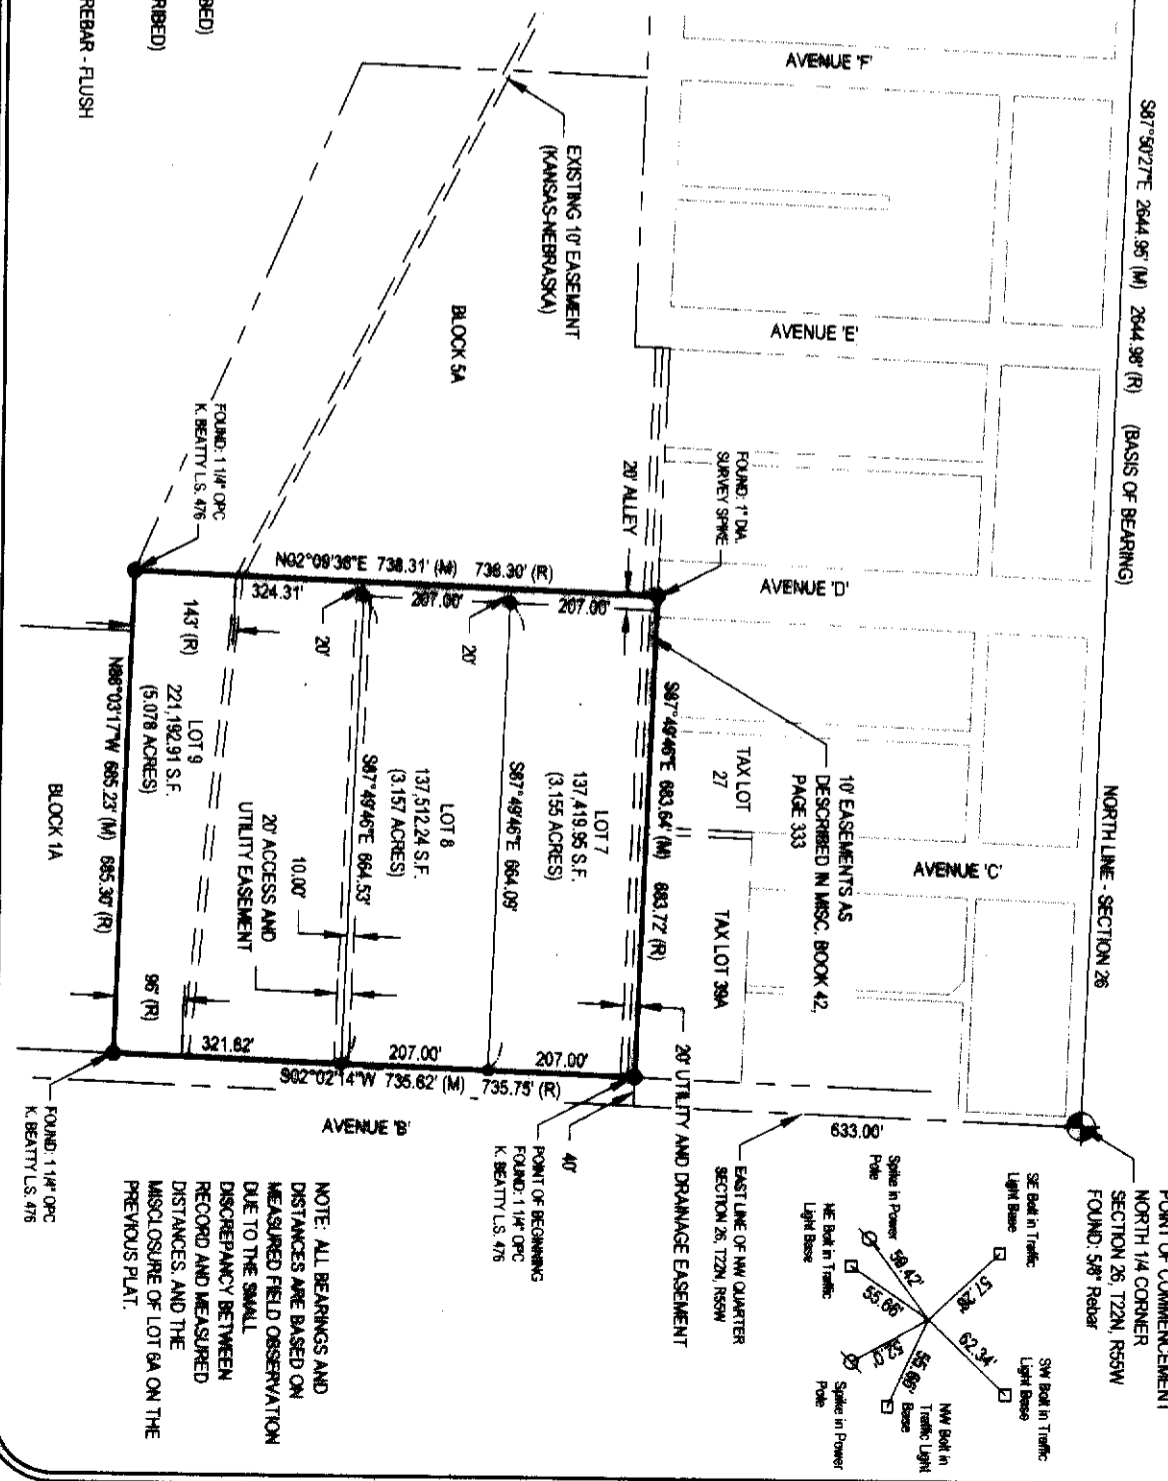 S87°50'27"E 2644.95' (M) 2644.98' (R) (BASIS OF BEARING)
NORTH LINE - SECTION 26
POINT OF COMMENCEMENT
NORTH 1/4 CORNER
SECTION 26, T22N, R55W
FOUND: 5/8" Rebar
AVENUE 'F'
AVENUE 'E'
AVENUE 'D'
AVENUE 'C'
BED)
RIBED)
REBAR - FLUSH
EXISTING 10' EASEMENT
(KANSAS-NEBRASKA)
BLOCK 5A
FOUND: 1" DIA.
SURVEY SPIKE
20' ALLEY
10' EASEMENTS AS
DESCRIBED IN MISC. BOOK 42,
PAGE 333
TAX LOT
27
TAX LOT 39A
633.00'
EAST LINE OF NW QUARTER
SECTION 26, T22N, R55W
SE Bolt in Traffic
Light Base
SW Bolt in Traffic
Light Base
Spike in Power
Pole
NE Bolt in Traffic
Light Base
NW Bolt in
Traffic Light
Base
Spike in Power
Pole
62.34'
59.42'
55.66'
S87°49'46"E 683.64' (M) 683.72' (R)
20' UTILITY AND DRAINAGE EASEMENT
40'
POINT OF BEGINNING
FOUND: 1 1/4" OPC
K. BEATTY L.S. 476
N02°09'36"E 738.31' (M) 738.30' (R)
324.31'
207.00'
207.00'
20'
20'
LOT 7
137,419.95 S.F.
(3.155 ACRES)
S87°49'46"E 664.09'
LOT 8
137,512.24 S.F.
(3.157 ACRES)
S87°49'46"E 664.53'
10.00'
20' ACCESS AND
UTILITY EASEMENT
143' (R)
LOT 9
221,192.91 S.F.
(5.078 ACRES)
96' (R)
321.62'
207.00'
207.00'
S02°02'14"W 735.62' (M) 735.75' (R)
AVENUE 'B'
N88°03'17"W 685.23' (M) 685.30' (R)
BLOCK 1A
FOUND: 1 1/4" OPC
K. BEATTY L.S. 476
FOUND: 1 1/4" OPC
K. BEATTY L.S. 476
NOTE: ALL BEARINGS AND
DISTANCES ARE BASED ON
MEASURED FIELD OBSERVATION
DUE TO THE SMALL
DISCREPANCY BETWEEN
RECORD AND MEASURED
DISTANCES, AND THE
MISCLOSURE OF LOT 6A ON THE
PREVIOUS PLAT.